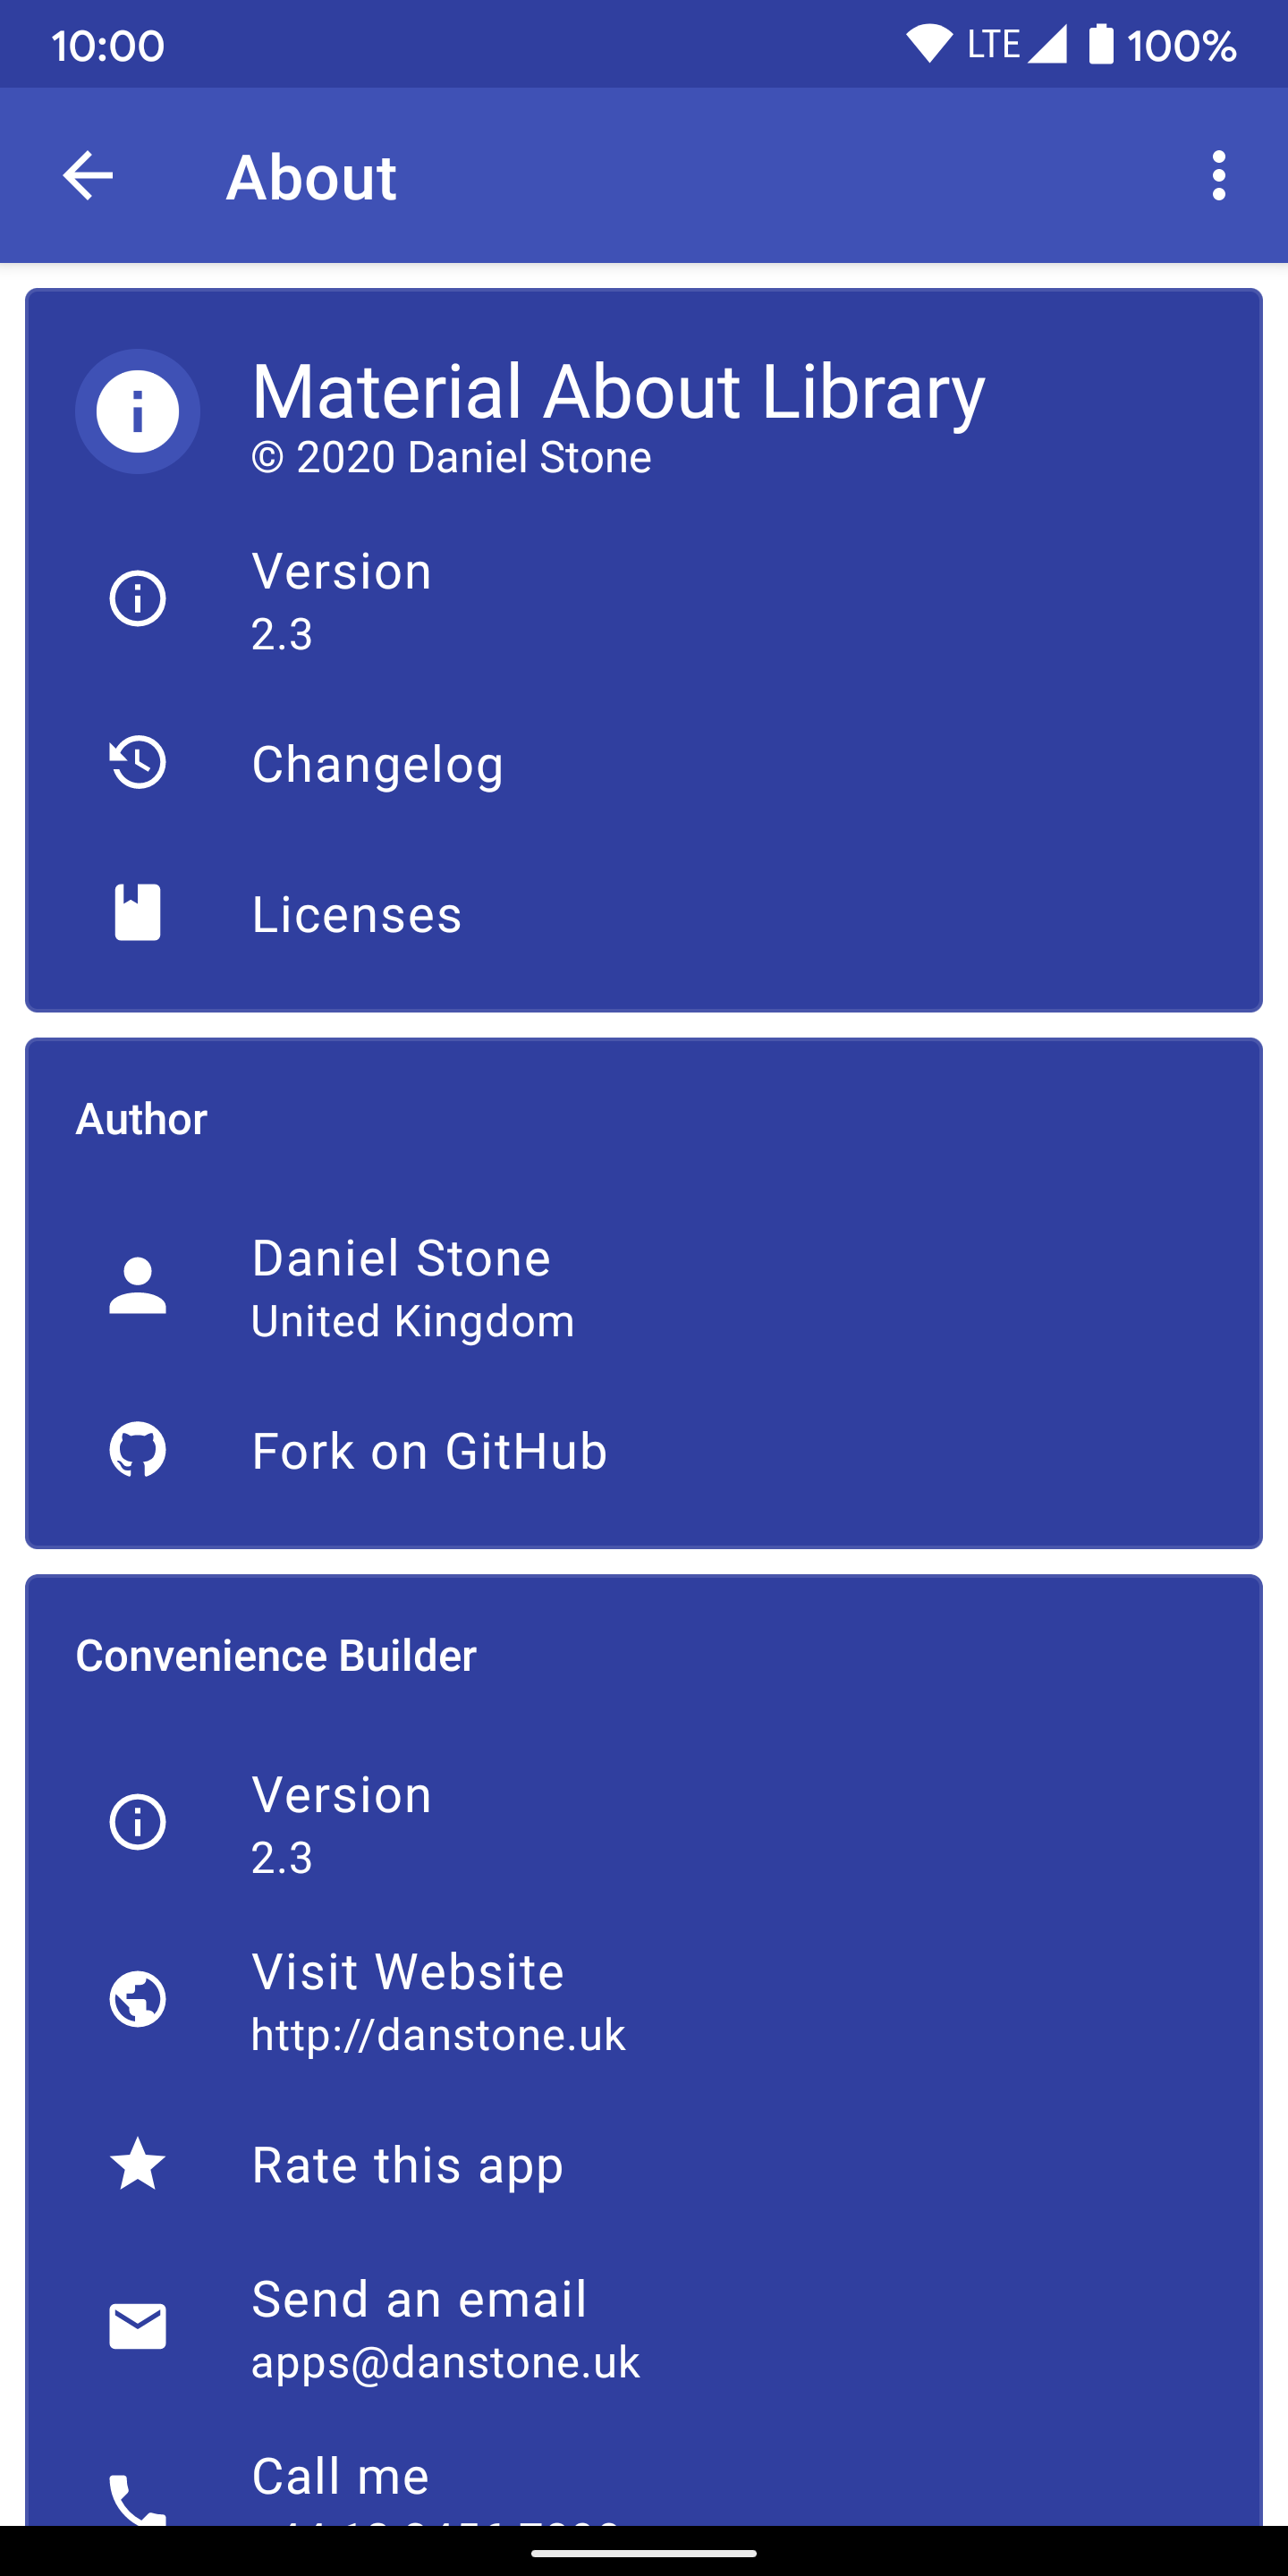 10:00 LTE 100%
About
Material About Library
© 2020 Daniel Stone
Version
2.3
Changelog
Licenses
Author
Daniel Stone
United Kingdom
Fork on GitHub
Convenience Builder
Version
2.3
Visit Website
http://danstone.uk
Rate this app
Send an email
apps@danstone.uk
Call me